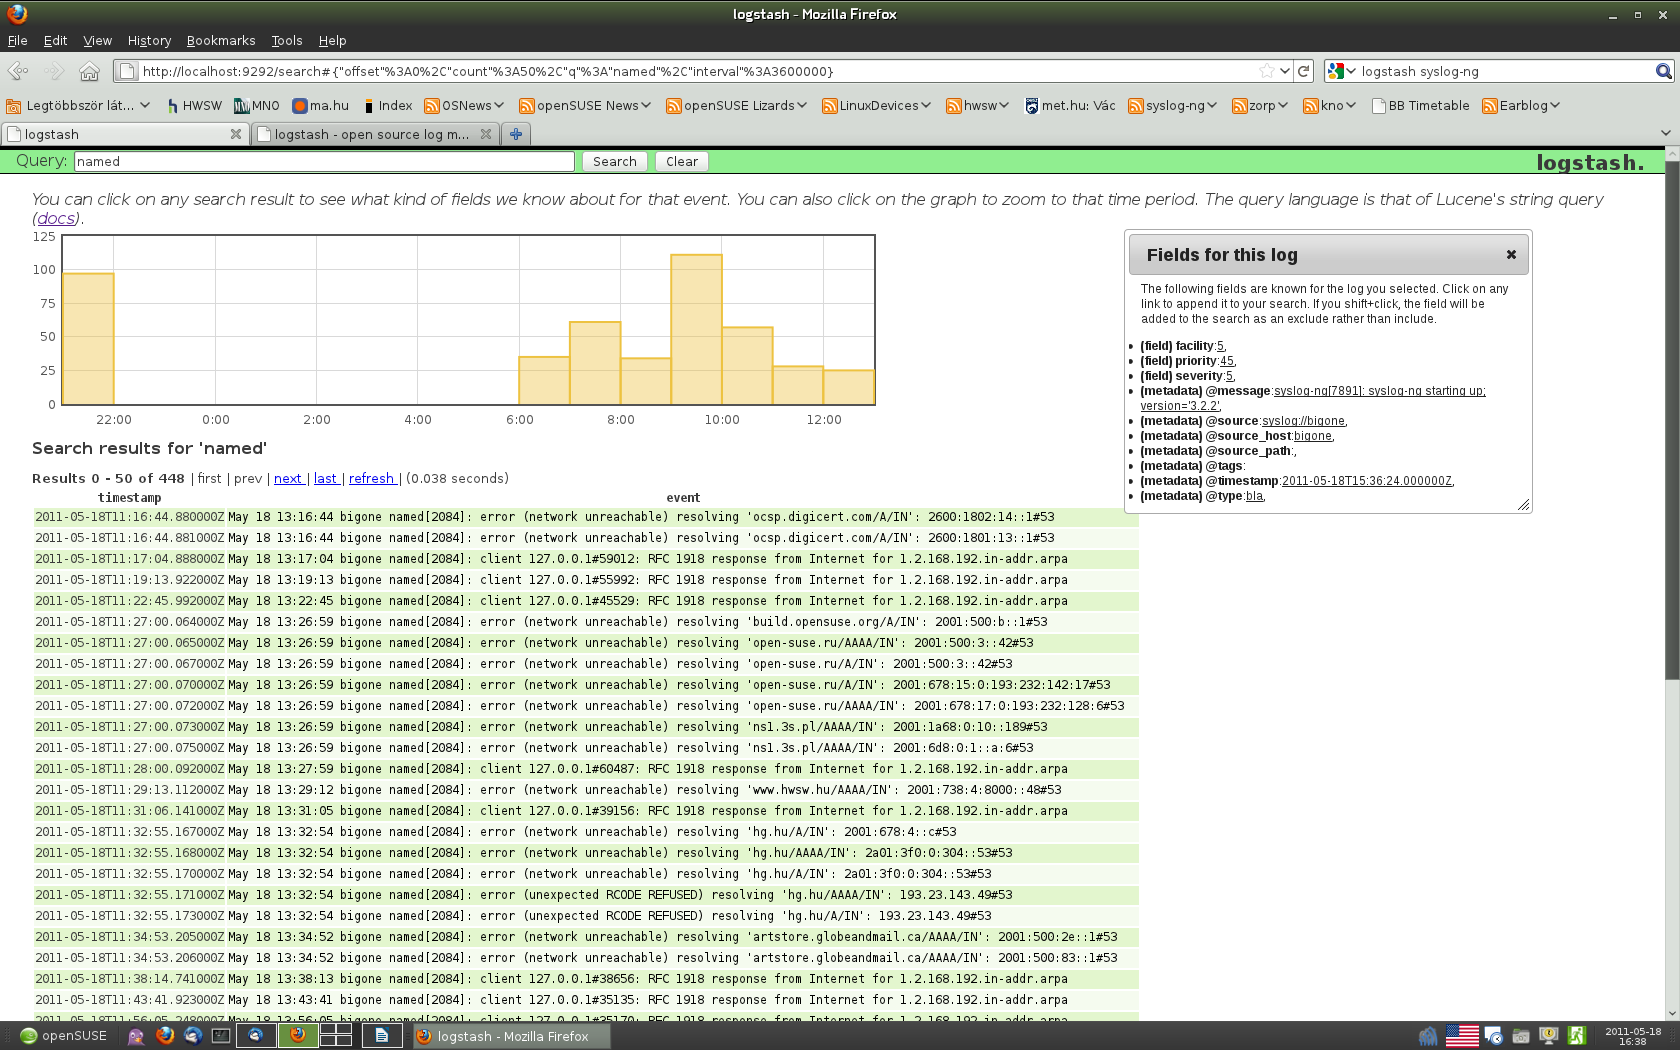 logstash - Mozilla Firefox
File Edit View History Bookmarks Tools Help
http://localhost:9292/search#{"offset"%3A0%2C"count"%3A50%2C"q"%3A"named"%2C"interval"%3A3600000}
logstash syslog-ng
Legtöbbször lát... HWSW MNO ma.hu Index OSNews openSUSE News openSUSE Lizards LinuxDevices hwsw met.hu: Vác syslog-ng zorp kno BB Timetable Earblog
logstash
logstash - open source log m...
Query: named Search Clear
logstash.
You can click on any search result to see what kind of fields we know about for that event. You can also click on the graph to zoom to that time period. The query language is that of Lucene's string query
(docs).
125
100
75
50
25
0
22:00 0:00 2:00 4:00 6:00 8:00 10:00 12:00
Fields for this log
The following fields are known for the log you selected. Click on any
link to append it to your search. If you shift+click, the field will be
added to the search as an exclude rather than include.
(field) facility:5,
(field) priority:45,
(field) severity:5,
(metadata) @message:syslog-ng[7891]: syslog-ng starting up;
version='3.2.2',
(metadata) @source:syslog://bigone,
(metadata) @source_host:bigone,
(metadata) @source_path:,
(metadata) @tags:
(metadata) @timestamp:2011-05-18T15:36:24.000000Z,
(metadata) @type:bla,
Search results for 'named'
Results 0 - 50 of 448 | first | prev | next | last | refresh | (0.038 seconds)
timestamp event
2011-05-18T11:16:44.880000Z May 18 13:16:44 bigone named[2084]: error (network unreachable) resolving 'ocsp.digicert.com/A/IN': 2600:1802:14::1#53
2011-05-18T11:16:44.881000Z May 18 13:16:44 bigone named[2084]: error (network unreachable) resolving 'ocsp.digicert.com/A/IN': 2600:1801:13::1#53
2011-05-18T11:17:04.888000Z May 18 13:17:04 bigone named[2084]: client 127.0.0.1#59012: RFC 1918 response from Internet for 1.2.168.192.in-addr.arpa
2011-05-18T11:19:13.922000Z May 18 13:19:13 bigone named[2084]: client 127.0.0.1#55992: RFC 1918 response from Internet for 1.2.168.192.in-addr.arpa
2011-05-18T11:22:45.992000Z May 18 13:22:45 bigone named[2084]: client 127.0.0.1#45529: RFC 1918 response from Internet for 1.2.168.192.in-addr.arpa
2011-05-18T11:27:00.064000Z May 18 13:26:59 bigone named[2084]: error (network unreachable) resolving 'build.opensuse.org/A/IN': 2001:500:b::1#53
2011-05-18T11:27:00.065000Z May 18 13:26:59 bigone named[2084]: error (network unreachable) resolving 'open-suse.ru/AAAA/IN': 2001:500:3::42#53
2011-05-18T11:27:00.067000Z May 18 13:26:59 bigone named[2084]: error (network unreachable) resolving 'open-suse.ru/A/IN': 2001:500:3::42#53
2011-05-18T11:27:00.070000Z May 18 13:26:59 bigone named[2084]: error (network unreachable) resolving 'open-suse.ru/A/IN': 2001:678:15:0:193:232:142:17#53
2011-05-18T11:27:00.072000Z May 18 13:26:59 bigone named[2084]: error (network unreachable) resolving 'open-suse.ru/AAAA/IN': 2001:678:17:0:193:232:128:6#53
2011-05-18T11:27:00.073000Z May 18 13:26:59 bigone named[2084]: error (network unreachable) resolving 'ns1.3s.pl/AAAA/IN': 2001:1a68:0:10::189#53
2011-05-18T11:27:00.075000Z May 18 13:26:59 bigone named[2084]: error (network unreachable) resolving 'ns1.3s.pl/AAAA/IN': 2001:6d8:0:1::a:6#53
2011-05-18T11:28:00.092000Z May 18 13:27:59 bigone named[2084]: client 127.0.0.1#60487: RFC 1918 response from Internet for 1.2.168.192.in-addr.arpa
2011-05-18T11:29:13.112000Z May 18 13:29:12 bigone named[2084]: error (network unreachable) resolving 'www.hwsw.hu/AAAA/IN': 2001:738:4:8000::48#53
2011-05-18T11:31:06.141000Z May 18 13:31:05 bigone named[2084]: client 127.0.0.1#39156: RFC 1918 response from Internet for 1.2.168.192.in-addr.arpa
2011-05-18T11:32:55.167000Z May 18 13:32:54 bigone named[2084]: error (network unreachable) resolving 'hg.hu/A/IN': 2001:678:4::c#53
2011-05-18T11:32:55.168000Z May 18 13:32:54 bigone named[2084]: error (network unreachable) resolving 'hg.hu/AAAA/IN': 2a01:3f0:0:304::53#53
2011-05-18T11:32:55.170000Z May 18 13:32:54 bigone named[2084]: error (network unreachable) resolving 'hg.hu/A/IN': 2a01:3f0:0:304::53#53
2011-05-18T11:32:55.171000Z May 18 13:32:54 bigone named[2084]: error (unexpected RCODE REFUSED) resolving 'hg.hu/AAAA/IN': 193.23.143.49#53
2011-05-18T11:32:55.173000Z May 18 13:32:54 bigone named[2084]: error (unexpected RCODE REFUSED) resolving 'hg.hu/A/IN': 193.23.143.49#53
2011-05-18T11:34:53.205000Z May 18 13:34:52 bigone named[2084]: error (network unreachable) resolving 'artstore.globeandmail.ca/AAAA/IN': 2001:500:2e::1#53
2011-05-18T11:34:53.206000Z May 18 13:34:52 bigone named[2084]: error (network unreachable) resolving 'artstore.globeandmail.ca/AAAA/IN': 2001:500:83::1#53
2011-05-18T11:38:14.741000Z May 18 13:38:13 bigone named[2084]: client 127.0.0.1#38656: RFC 1918 response from Internet for 1.2.168.192.in-addr.arpa
2011-05-18T11:43:41.923000Z May 18 13:43:41 bigone named[2084]: client 127.0.0.1#35135: RFC 1918 response from Internet for 1.2.168.192.in-addr.arpa
openSUSE
logstash - Mozilla Firefox
2011-05-18
16:38